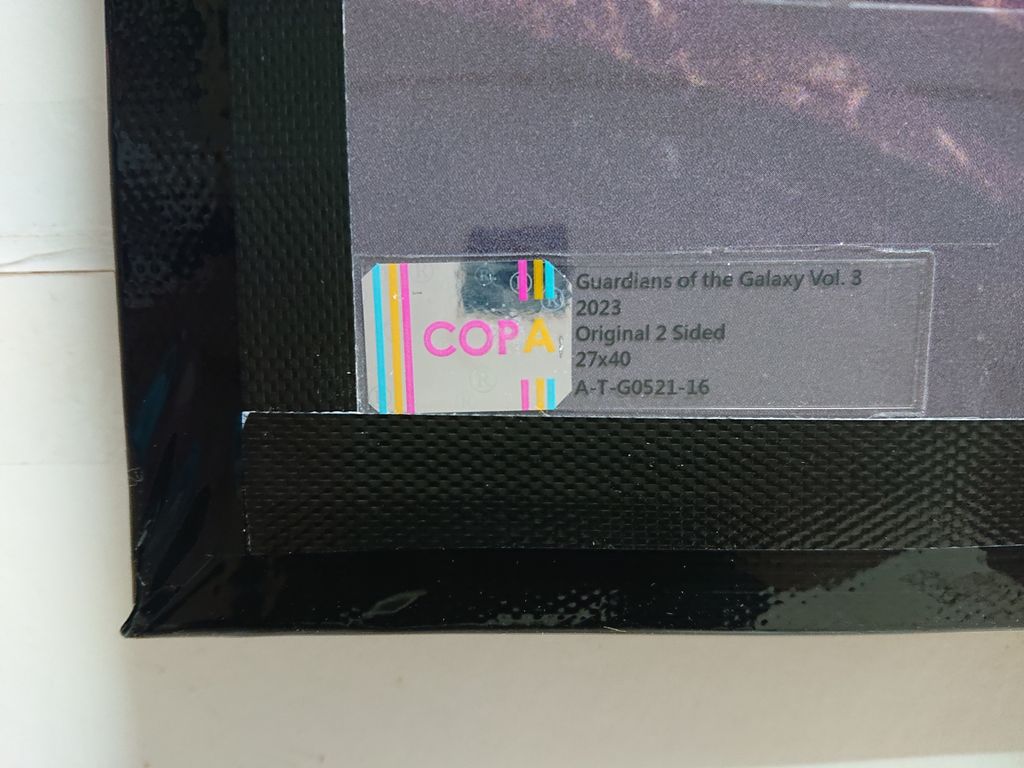 COPA
Guardians of the Galaxy Vol. 3
2023
Original 2 Sided
27x40
A-T-G0521-16